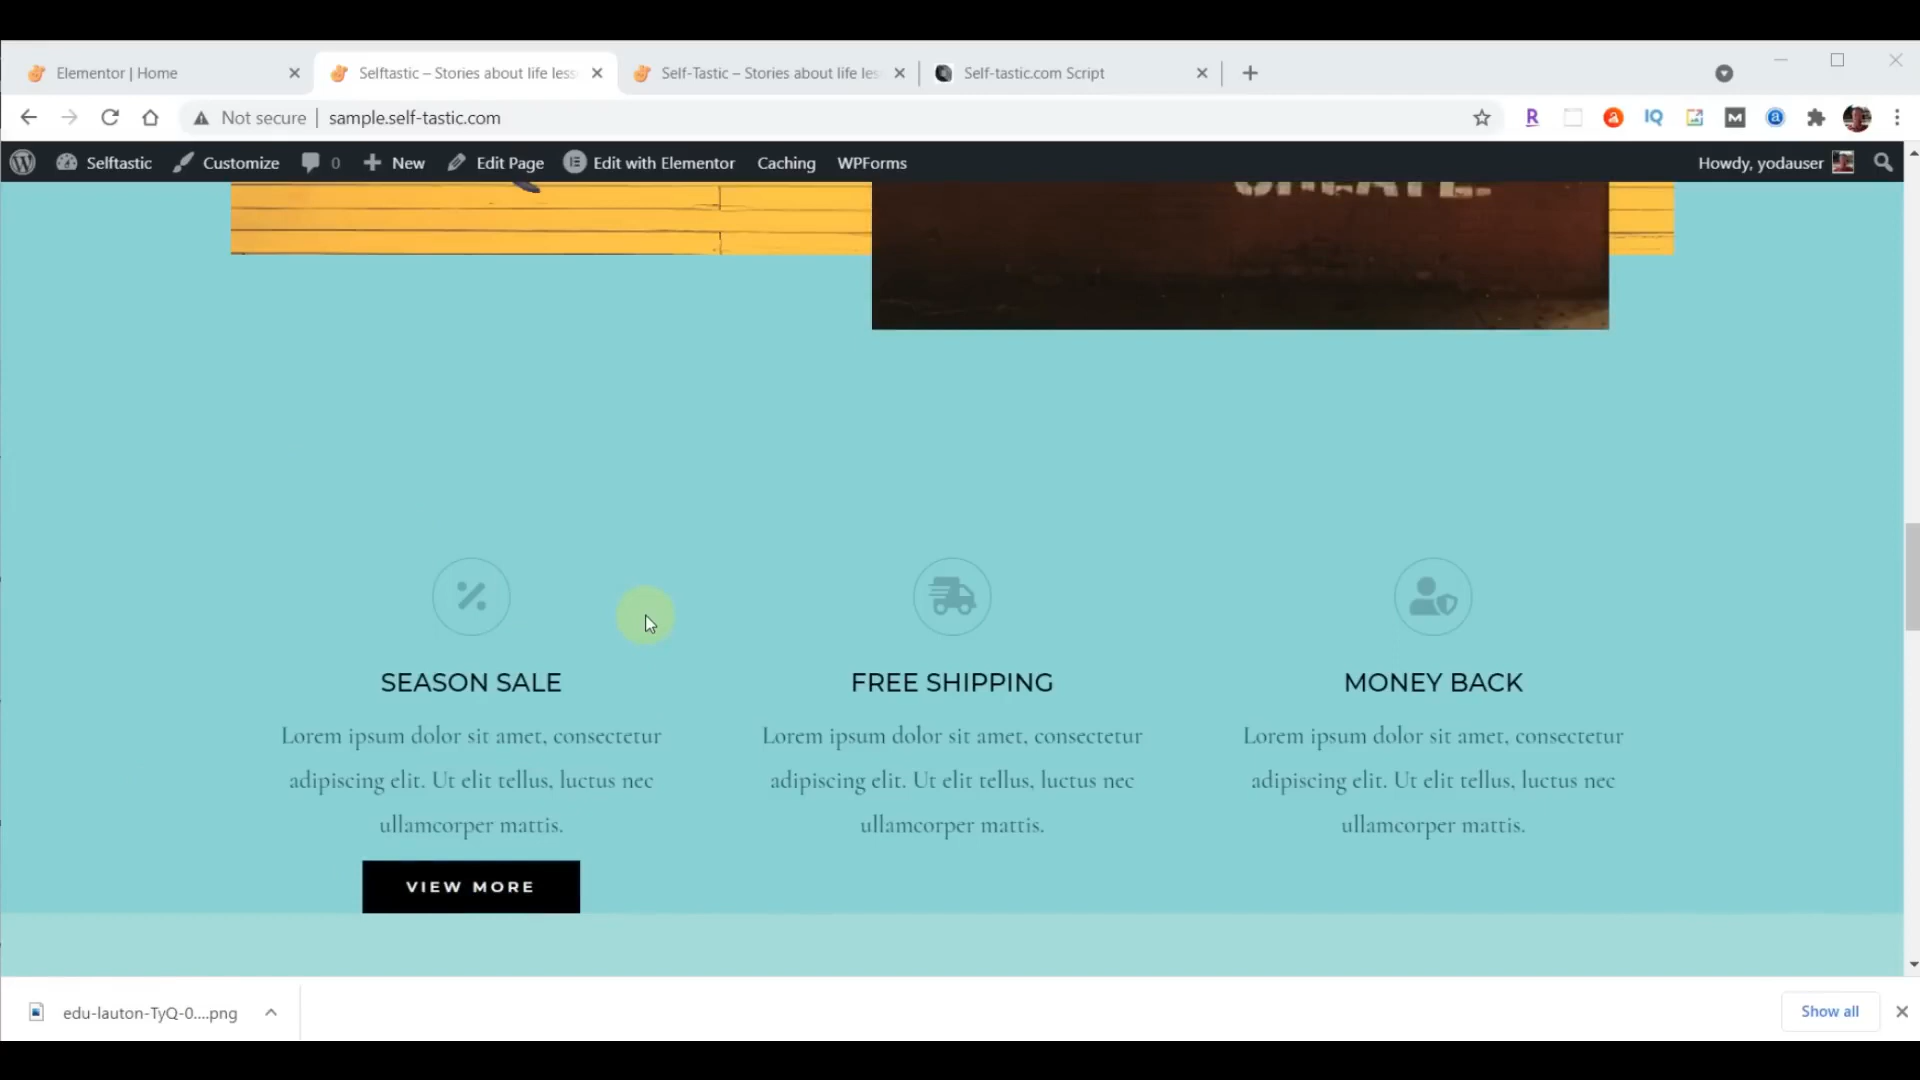 Elementor | Home
Selftastic – Stories about life less
Self-Tastic – Stories about life les
Self-tastic.com Script
Not secure
sample.self-tastic.com
R
IQ
M
a
Selftastic
Customize
0
New
Edit Page
Edit with Elementor
Caching
WPForms
Howdy, yodauser
SEASON SALE
FREE SHIPPING
MONEY BACK
Lorem ipsum dolor sit amet, consectetur
adipiscing elit. Ut elit tellus, luctus nec
ullamcorper mattis.
Lorem ipsum dolor sit amet, consectetur
adipiscing elit. Ut elit tellus, luctus nec
ullamcorper mattis.
Lorem ipsum dolor sit amet, consectetur
adipiscing elit. Ut elit tellus, luctus nec
ullamcorper mattis.
VIEW MORE
edu-lauton-TyQ-0....png
Show all